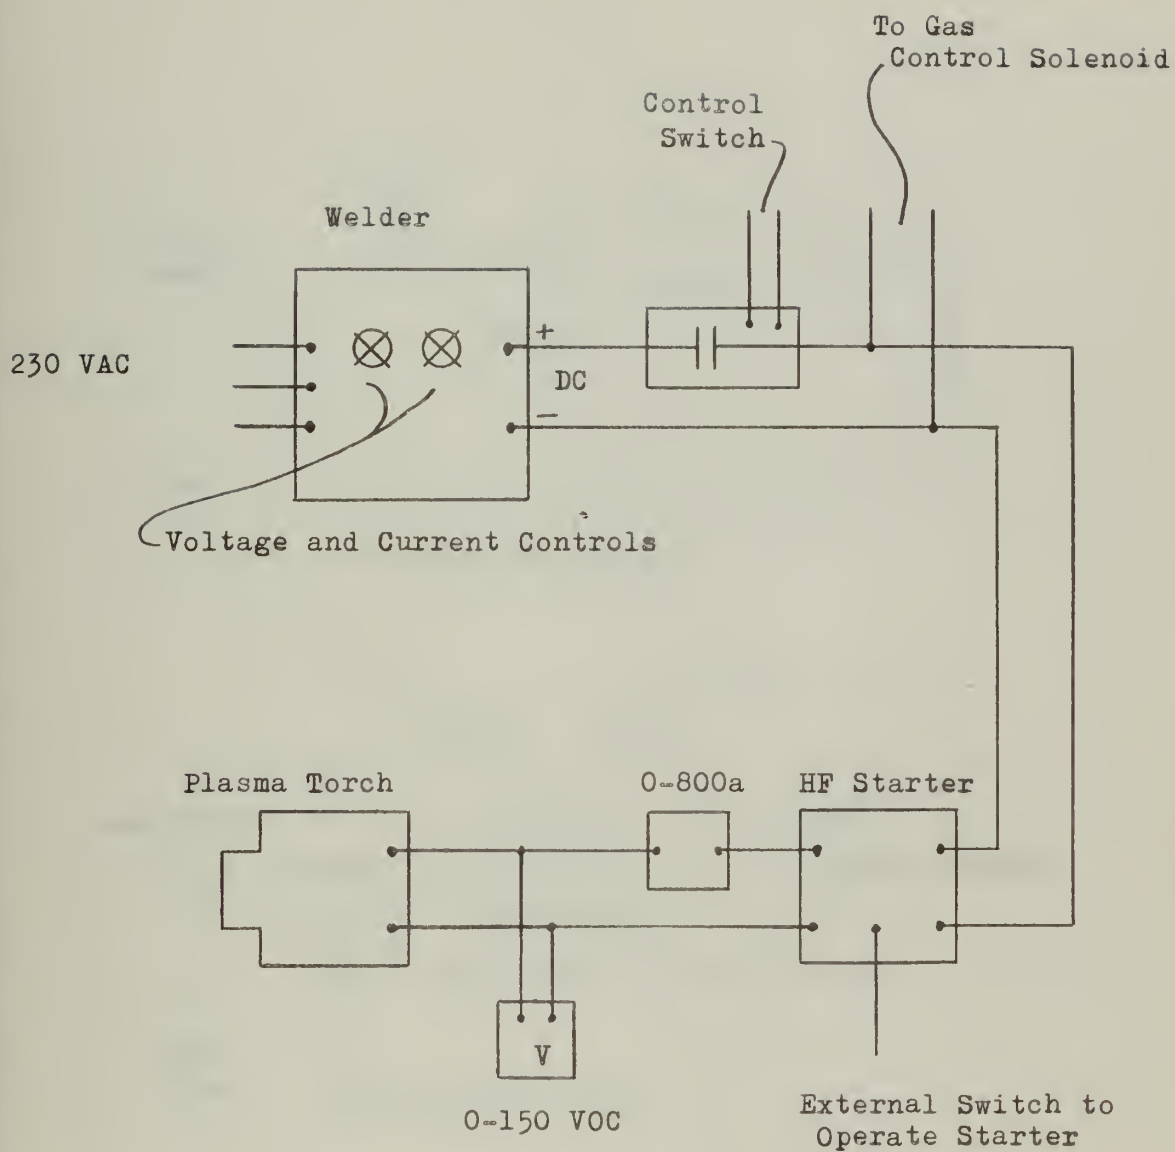 To Gas
Control Solenoid
Control
Switch
Welder
230 VAC
+
DC
−
Voltage and Current Controls
Plasma Torch
0-800a
HF Starter
V
0-150 VOC
External Switch to
Operate Starter